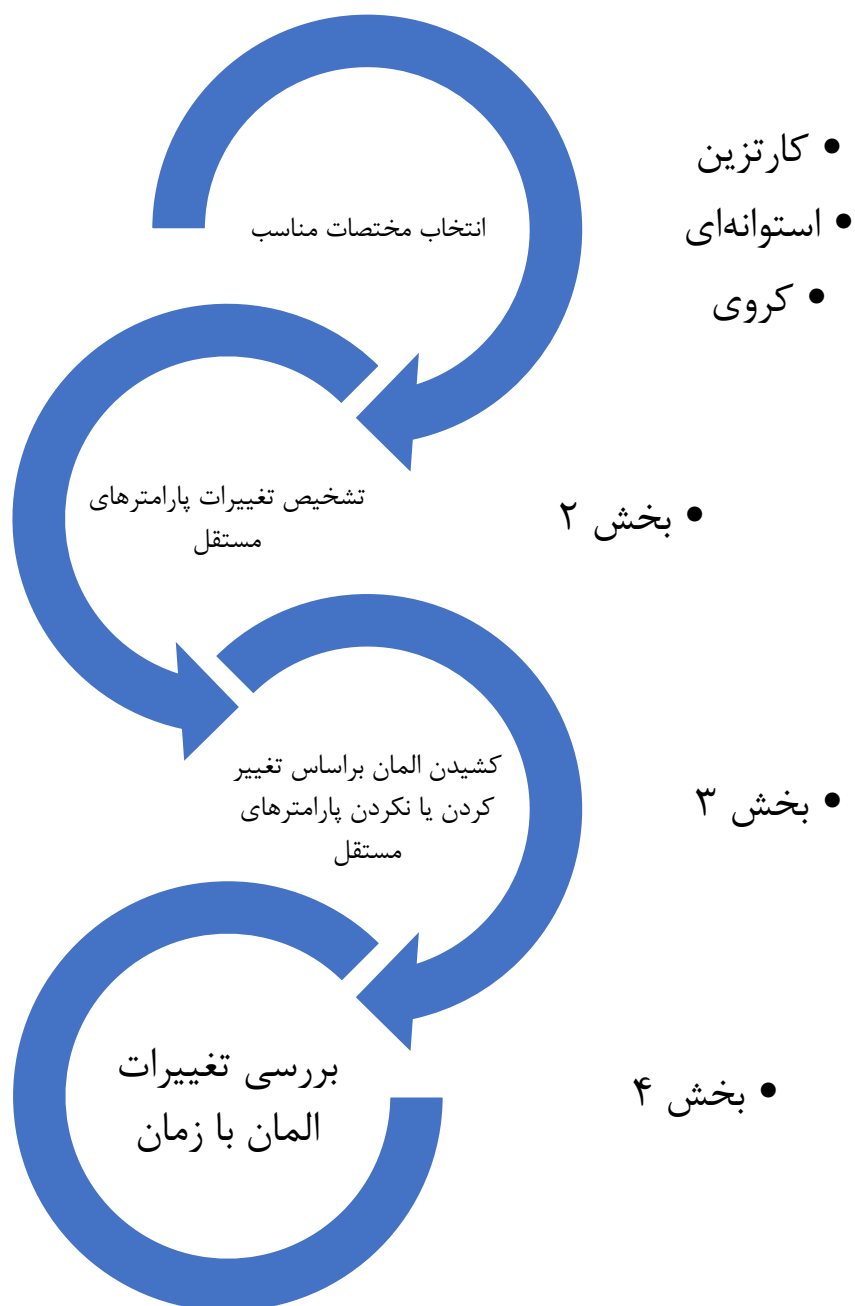 • کارتزین
• استوانه‌ای
• کروی
انتخاب مختصات مناسب
• بخش ۲
تشخیص تغییرات پارامترهای
مستقل
• بخش ۳
کشیدن المان براساس تغییر
کردن یا نکردن پارامترهای
مستقل
• بخش ۴
بررسی تغییرات
المان با زمان